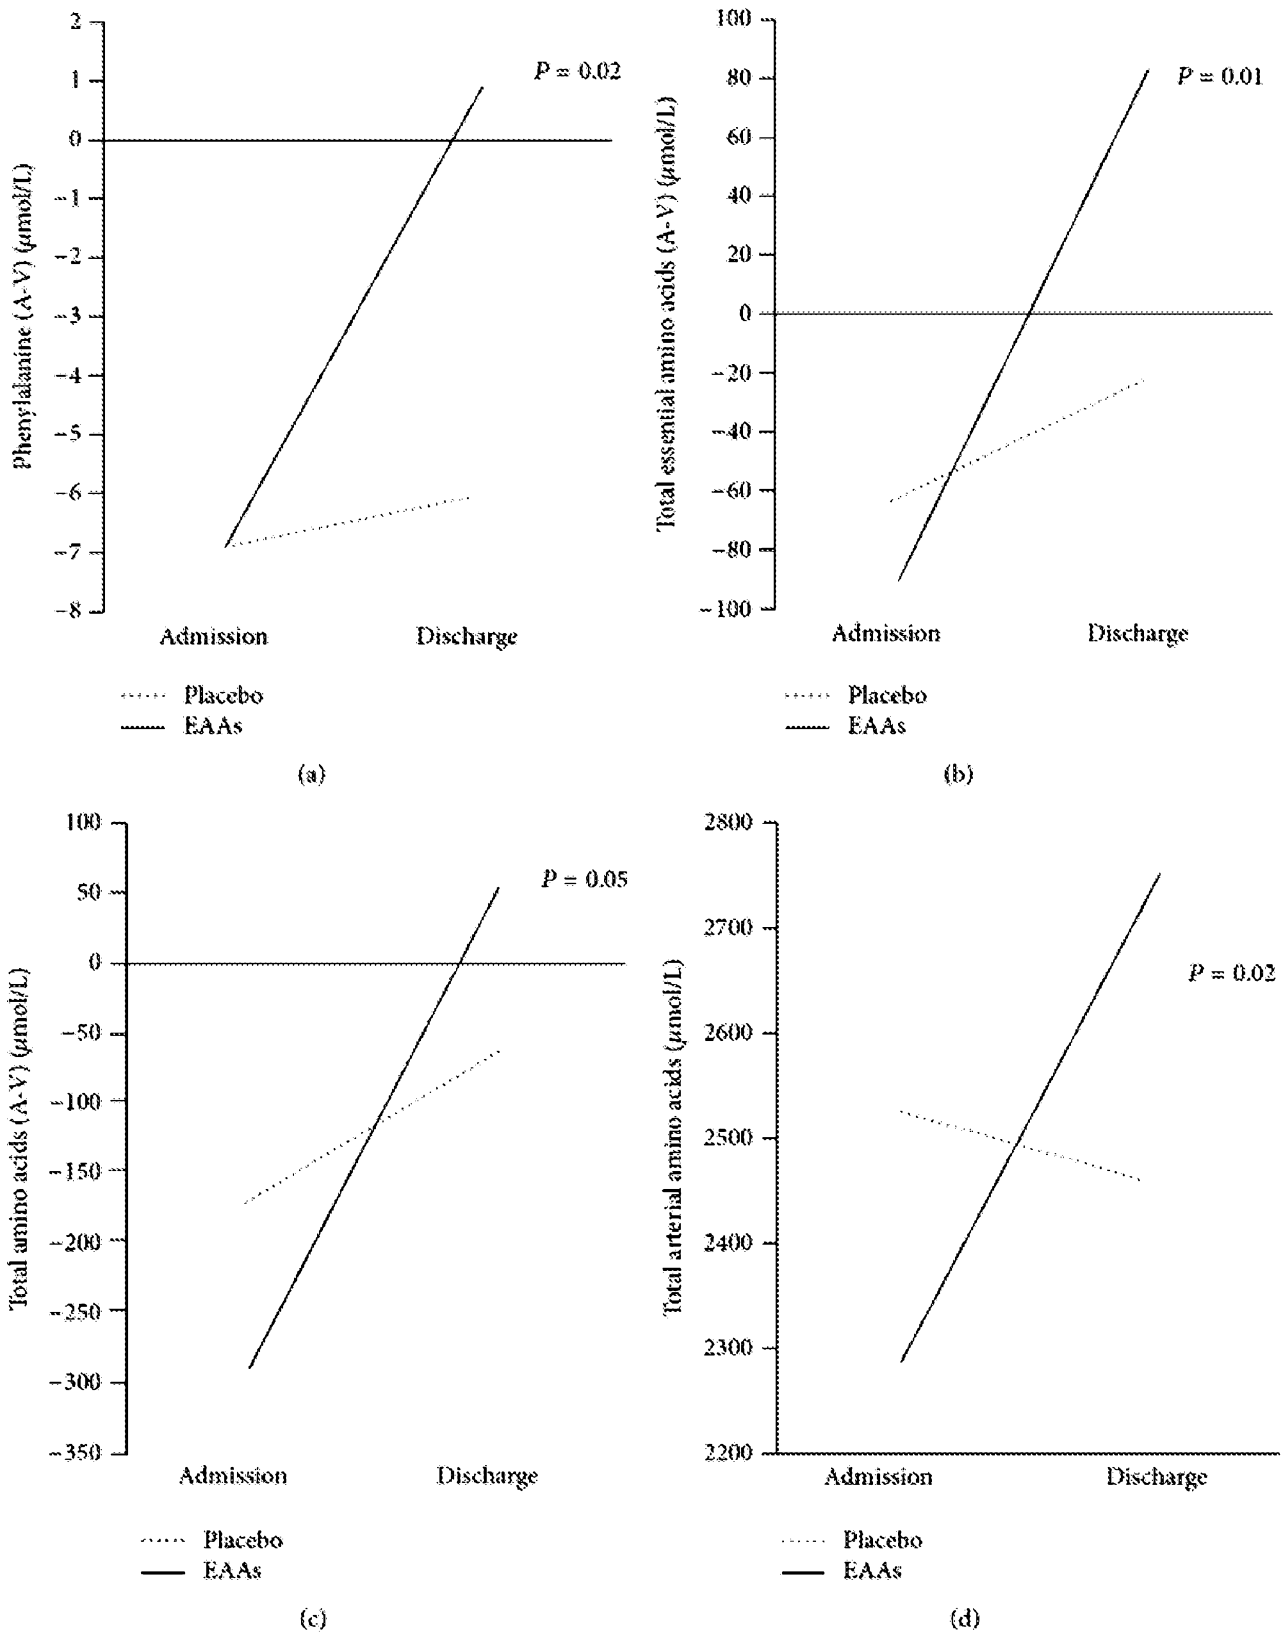 Phenylalanine (A-V) (μmol/L)
2
1
0
−1
−2
−3
−4
−5
−6
−7
−8
P = 0.02
Admission
Discharge
Placebo
EAAs
(a)
Total essential amino acids (A-V) (μmol/L)
100
80
60
40
20
0
−20
−40
−60
−80
−100
P = 0.01
Admission
Discharge
Placebo
EAAs
(b)
Total amino acids (A-V) (μmol/L)
100
50
0
−50
−100
−150
−200
−250
−300
−350
P = 0.05
Admission
Discharge
Placebo
EAAs
(c)
Total arterial amino acids (μmol/L)
2800
2700
2600
2500
2400
2300
2200
P = 0.02
Admission
Discharge
Placebo
EAAs
(d)